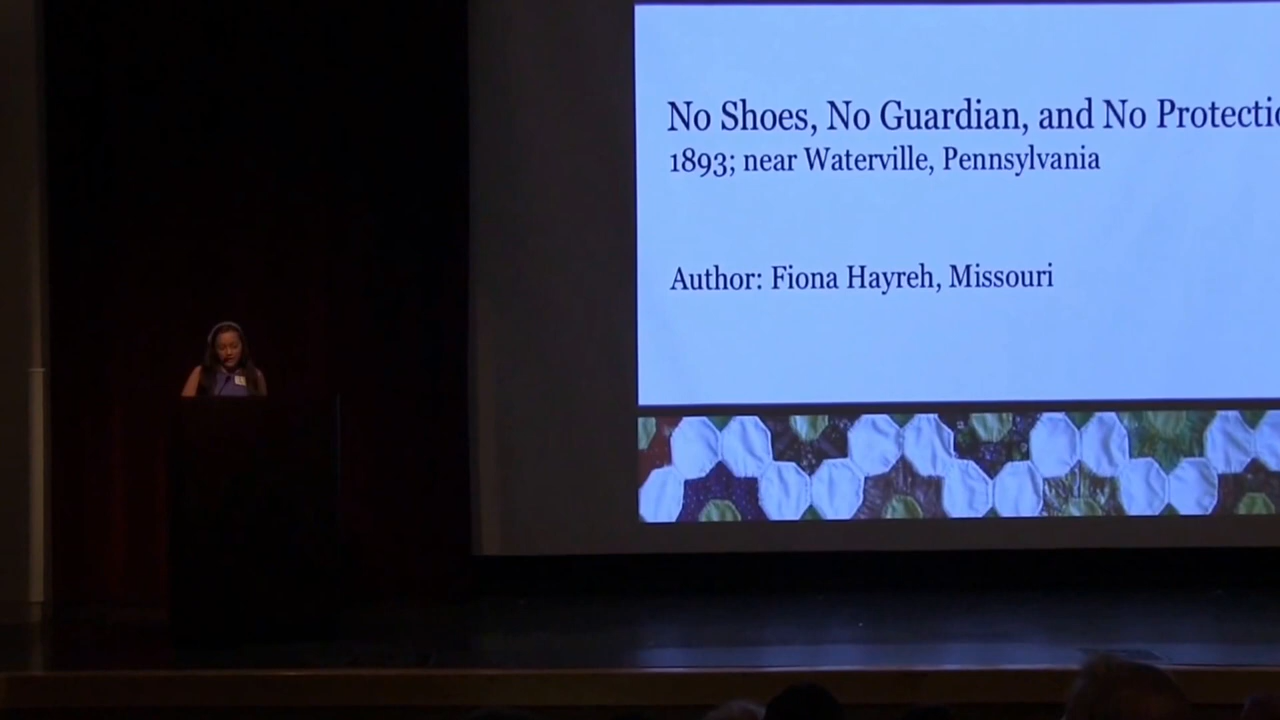 No Shoes, No Guardian, and No Protectio
1893; near Waterville, Pennsylvania
Author: Fiona Hayreh, Missouri